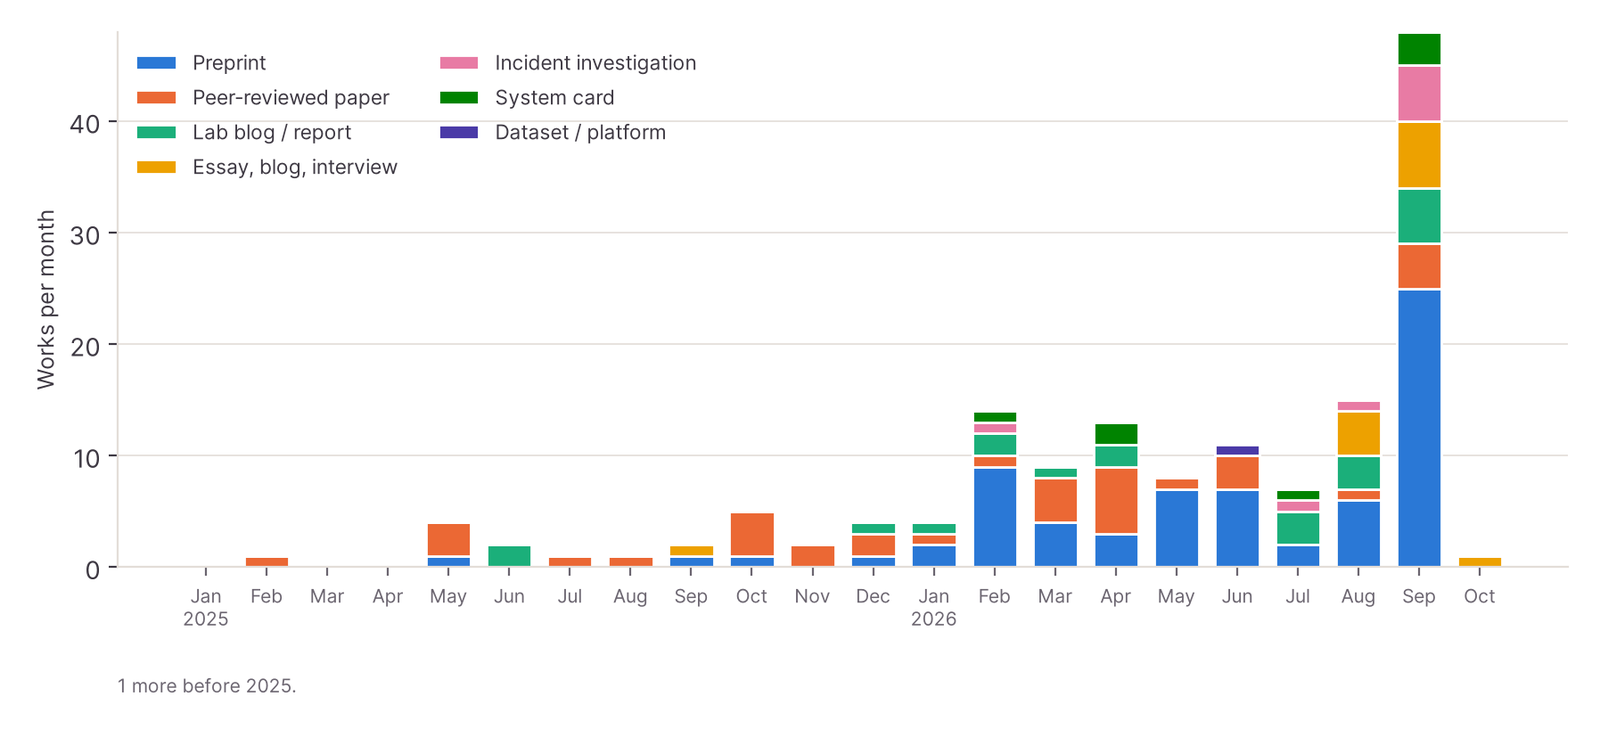 Preprint
Peer-reviewed paper
Lab blog / report
Essay, blog, interview
Incident investigation
System card
Dataset / platform
Works per month
40
30
20
10
0
Jan Feb Mar Apr May Jun Jul Aug Sep Oct Nov Dec Jan Feb Mar Apr May Jun Jul Aug Sep Oct
2025 2026
1 more before 2025.